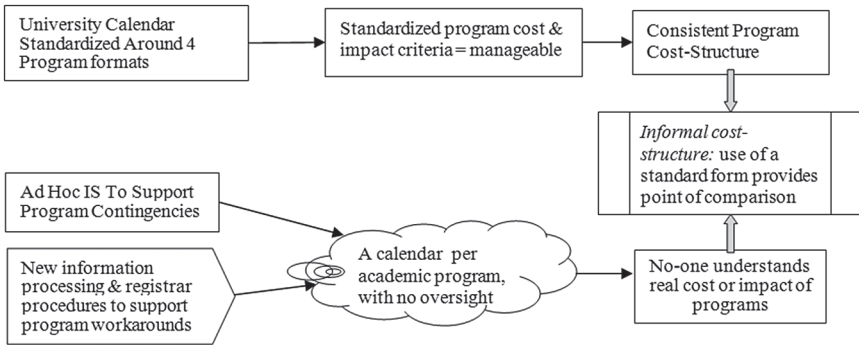 University Calendar
Standardized Around 4
Program formats
Standardized program cost &
impact criteria = manageable
Consistent Program
Cost-Structure
Informal cost-
structure: use of a
standard form provides
point of comparison
Ad Hoc IS To Support
Program Contingencies
New information
processing & registrar
procedures to support
program workarounds
A calendar per
academic program,
with no oversight
No-one understands
real cost or impact of
programs